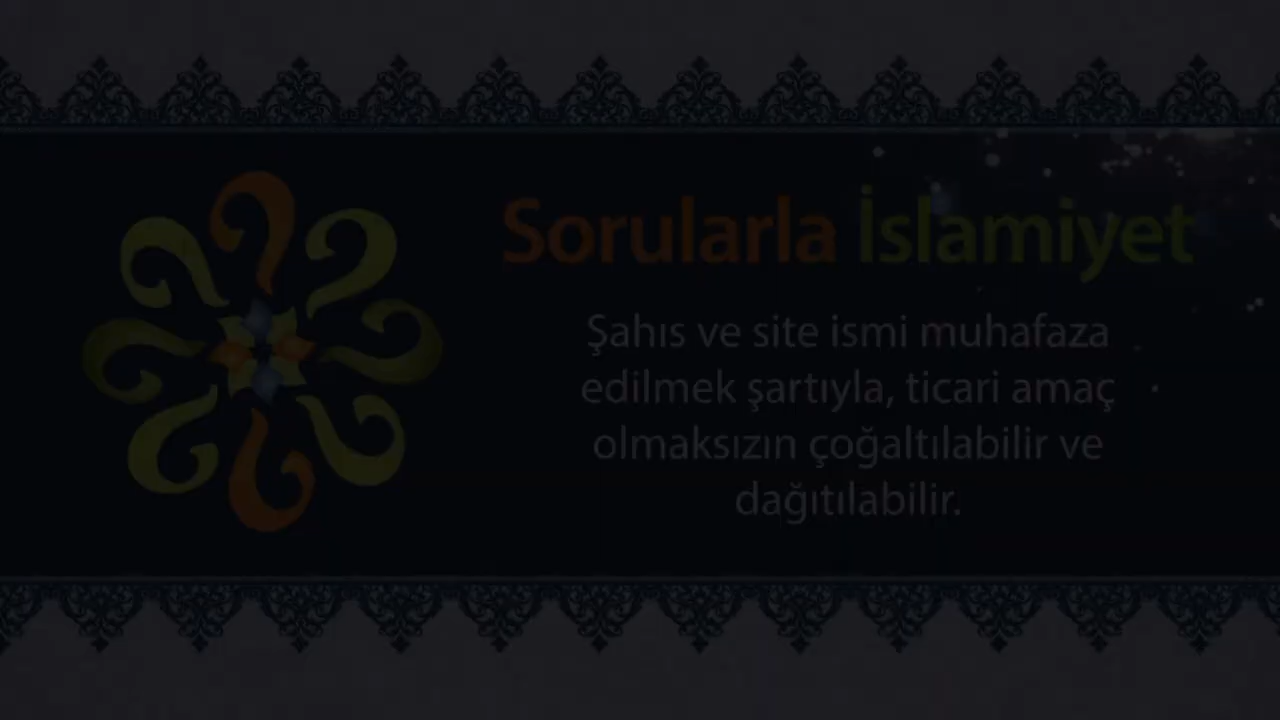 Sorularla İslamiyet
Şahıs ve site ismi muhafaza
edilmek şartıyla, ticari amaç
olmaksızın çoğaltılabilir ve
dağıtılabilir.